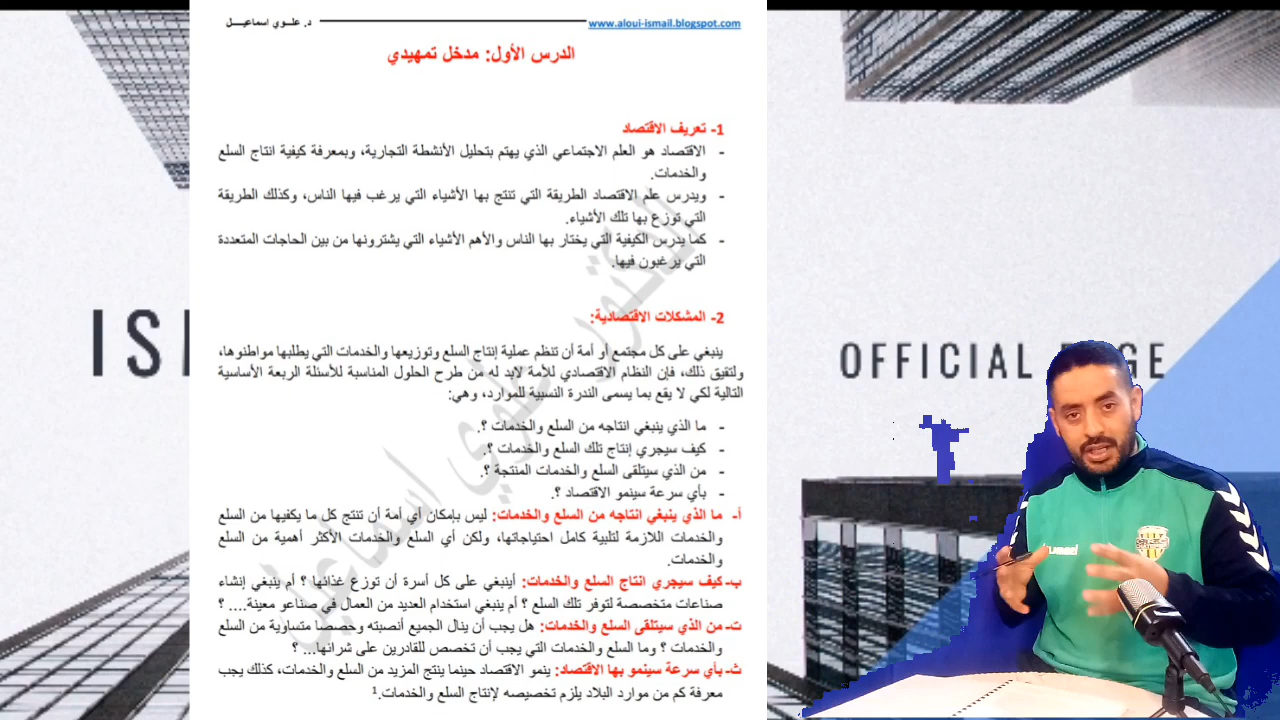 د. علـــوي اسماعيـــل
www.aloui-ismail.blogspot.com
الدرس الأول: مدخل تمهيدي
1- تعريف الاقتصاد
- الاقتصاد هو العلم الاجتماعي الذي يهتم بتحليل الأنشطة التجارية، وبمعرفة كيفية انتاج السلع
والخدمات.
- ويدرس علم الاقتصاد الطريقة التي تنتج بها الأشياء التي يرغب فيها الناس، وكذلك الطريقة
التي توزع بها تلك الأشياء.
- كما يدرس الكيفية التي يختار بها الناس والأهم الأشياء التي يشترونها من بين الحاجات المتعددة
التي يرغبون فيها.
2- المشكلات الاقتصادية:
ينبغي على كل مجتمع أو أمة أن تنظم عملية إنتاج السلع وتوزيعها والخدمات التي يطلبها مواطنوها،
ولتفيق ذلك، فإن النظام الاقتصادي للأمة لابد له من طرح الحلول المناسبة للأسئلة الربعة الأساسية
التالية لكي لا يقع بما يسمى الندرة النسبية للموارد، وهي:
- ما الذي ينبغي انتاجه من السلع والخدمات ؟.
- كيف سيجري إنتاج تلك السلع والخدمات ؟.
- من الذي سيتلقى السلع والخدمات المنتجة ؟.
- بأي سرعة سينمو الاقتصاد ؟.
أ- ما الذي ينبغي انتاجه من السلع والخدمات: ليس بإمكان أي أمة أن تنتج كل ما يكفيها من السلع
والخدمات اللازمة لتلبية كامل احتياجاتها، ولكن أي السلع والخدمات الأكثر أهمية من السلع
والخدمات.
ب- كيف سيجري انتاج السلع والخدمات: أينبغي على كل أسرة أن توزع غذائها ؟ أم ينبغي إنشاء
صناعات متخصصة لتوفر تلك السلع ؟ أم ينبغي استخدام العديد من العمال في صناعو معينة.... ؟
ت- من الذي سيتلقى السلع والخدمات: هل يجب أن ينال الجميع أنصبته وحصصا متساوية من السلع
والخدمات ؟ وما السلع والخدمات التي يجب أن تخصص للقادرين على شرائها... ؟
ث- بأي سرعة سينمو بها الاقتصاد: ينمو الاقتصاد حينما ينتج المزيد من السلع والخدمات، كذلك يجب
معرفة كم من موارد البلاد يلزم تخصيصه لإنتاج السلع والخدمات.¹
الدكتور علوي اسماعيل
OFFICIAL